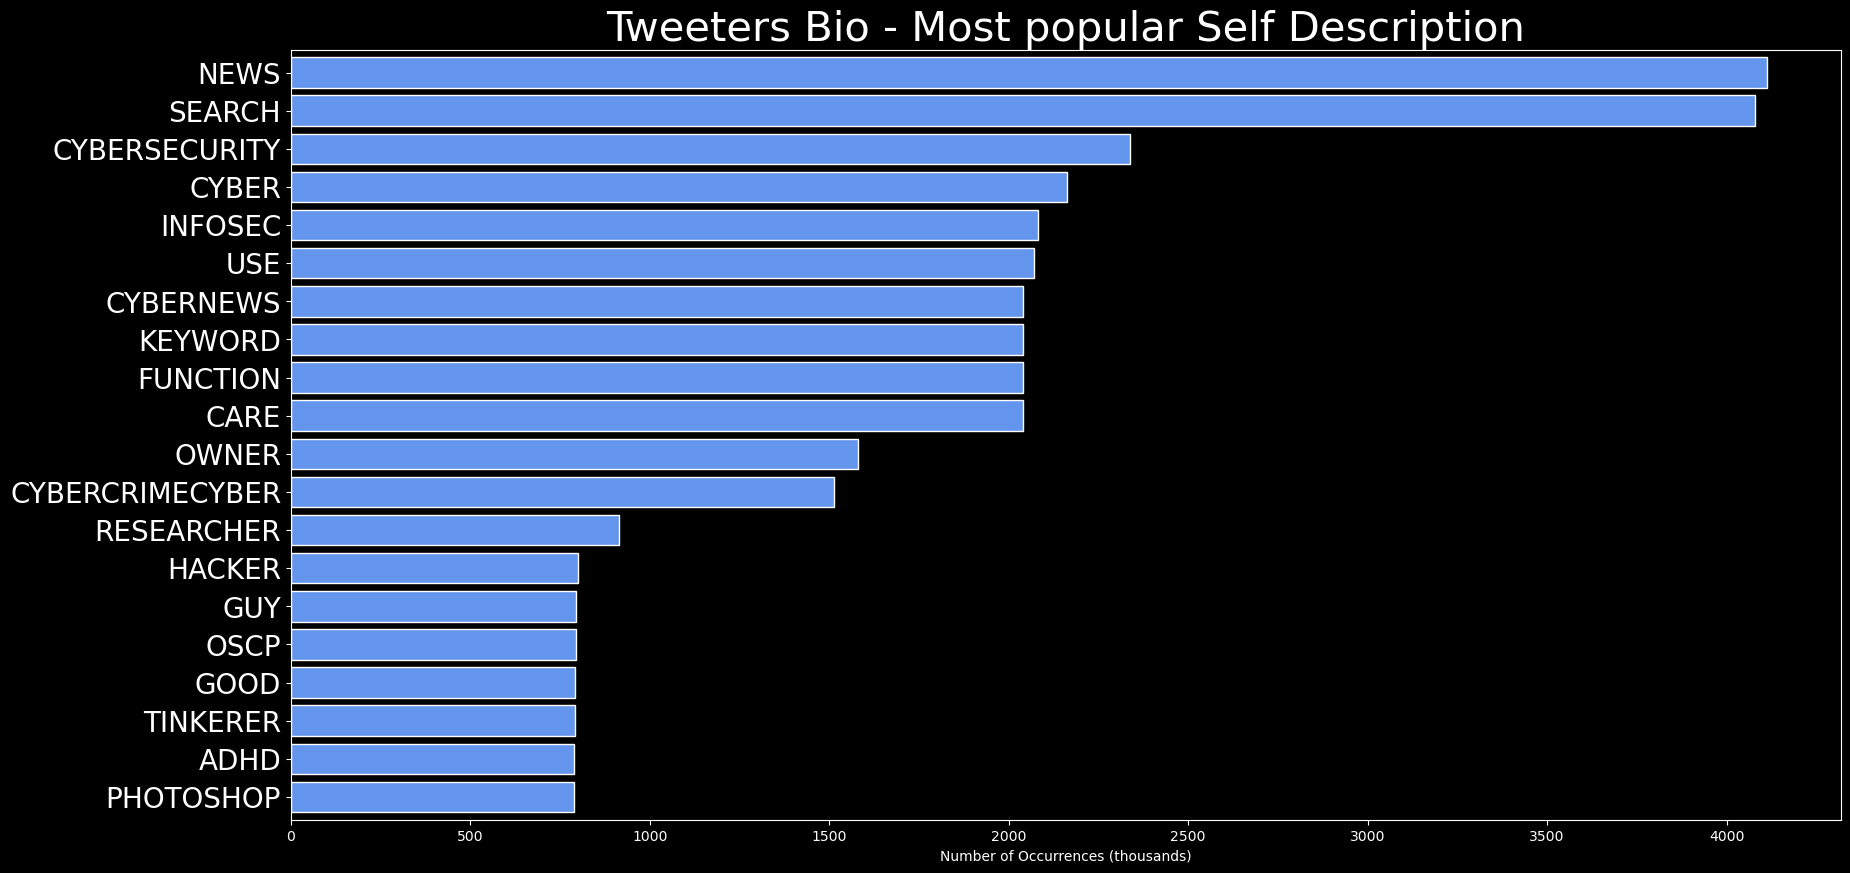 Tweeters Bio - Most popular Self Description
NEWS
SEARCH
CYBERSECURITY
CYBER
INFOSEC
USE
CYBERNEWS
KEYWORD
FUNCTION
CARE
OWNER
CYBERCRIMECYBER
RESEARCHER
HACKER
GUY
OSCP
GOOD
TINKERER
ADHD
PHOTOSHOP
0 500 1000 1500 2000 2500 3000 3500 4000
Number of Occurrences (thousands)